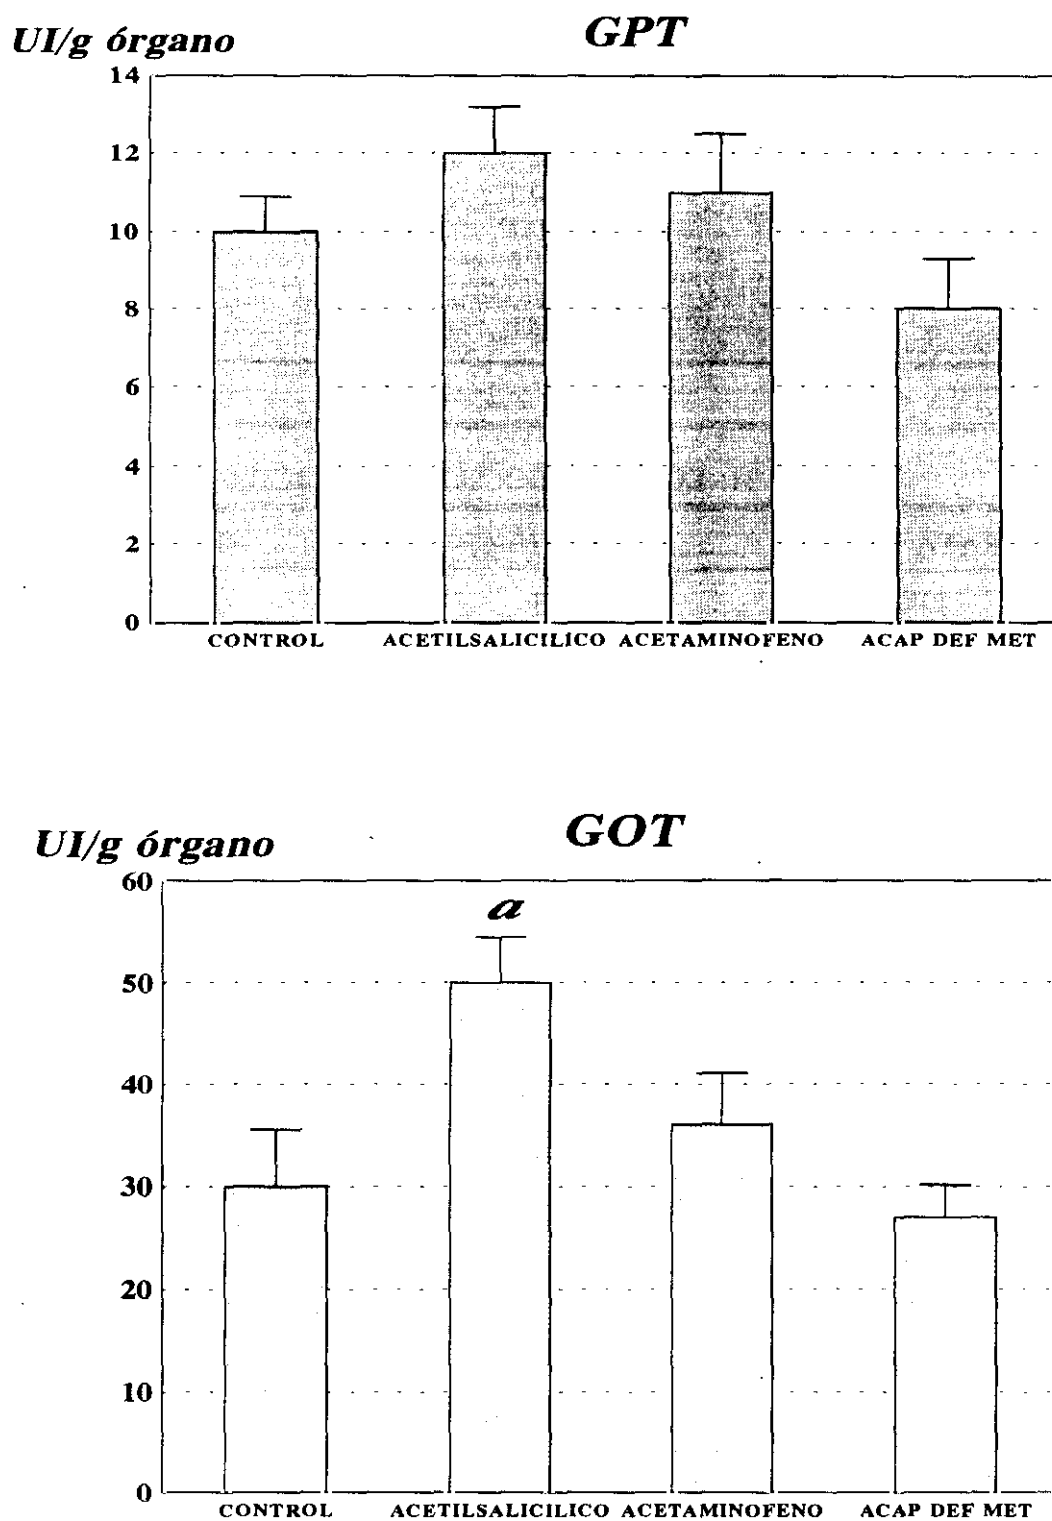 GPT
UI/g órgano
14
12
10
8
6
4
2
0
CONTROL ACETILSALICILICO ACETAMINOFENO ACAP DEF MET
GOT
UI/g órgano
60
a
50
40
30
20
10
0
CONTROL ACETILSALICILICO ACETAMINOFENO ACAP DEF MET